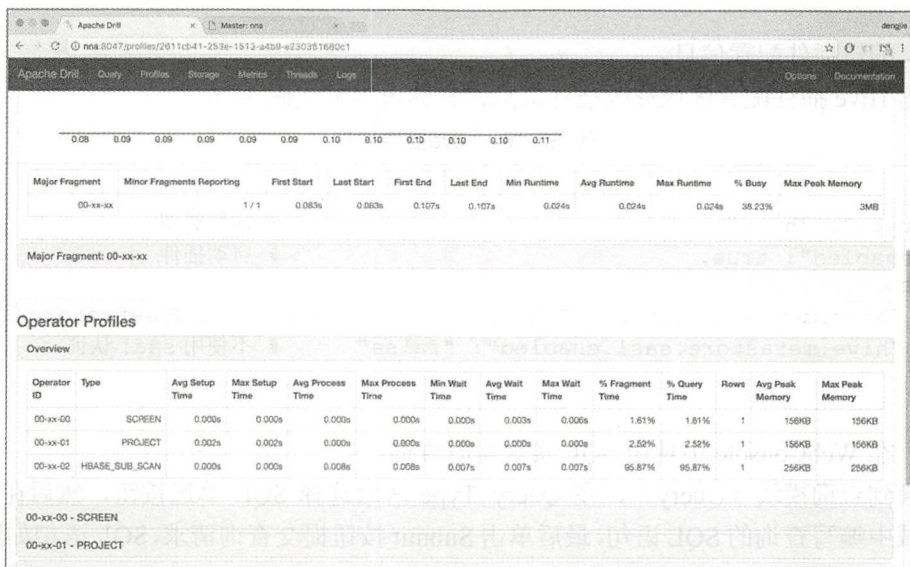 Apache Drill
Master: nna
dengjie
nna:8047/profiles/2611cb41-253e-1513-a4b9-e230381680c1
Apache Drill Query Profiles Storage Metrics Threads Logs Options Documentation
0.08 0.09 0.09 0.09 0.09 0.09 0.10 0.10 0.10 0.10 0.10 0.11
Major Fragment Minor Fragments Reporting First Start Last Start First End Last End Min Runtime Avg Runtime Max Runtime % Busy Max Peak Memory
00-xx-xx 1 / 1 0.083s 0.083s 0.107s 0.107s 0.024s 0.024s 0.024s 38.23% 3MB
Major Fragment: 00-xx-xx
Operator Profiles
Overview
Operator ID Type Avg Setup Time Max Setup Time Avg Process Time Max Process Time Min Wait Time Avg Wait Time Max Wait Time % Fragment Time % Query Time Rows Avg Peak Memory Max Peak Memory
00-xx-00 SCREEN 0.000s 0.000s 0.000s 0.000s 0.000s 0.003s 0.006s 1.61% 1.61% 1 156KB 156KB
00-xx-01 PROJECT 0.002s 0.002s 0.000s 0.000s 0.000s 0.000s 0.000s 2.52% 2.52% 1 156KB 156KB
00-xx-02 HBASE_SUB_SCAN 0.000s 0.000s 0.008s 0.008s 0.007s 0.007s 0.007s 95.87% 95.87% 1 256KB 256KB
00-xx-00 - SCREEN
00-xx-01 - PROJECT